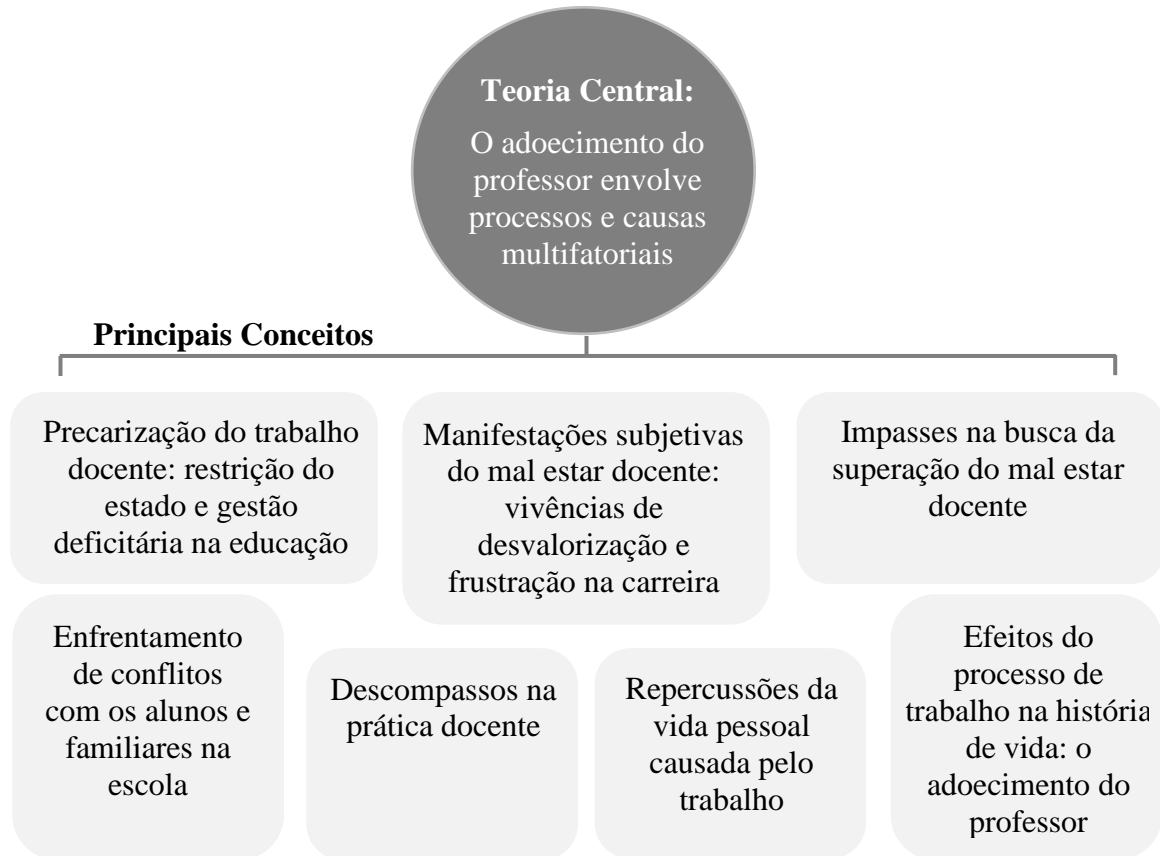 Teoria Central:
O adoecimento do
professor envolve
processos e causas
multifatoriais
Principais Conceitos
Precarização do trabalho
docente: restrição do
estado e gestão
deficitária na educação
Manifestações subjetivas
do mal estar docente:
vivências de
desvalorização e
frustração na carreira
Impasses na busca da
superação do mal estar
docente
Enfrentamento
de conflitos
com os alunos e
familiares na
escola
Descompassos na
prática docente
Repercussões da
vida pessoal
causada pelo
trabalho
Efeitos do
processo de
trabalho na história
de vida: o
adoecimento do
professor